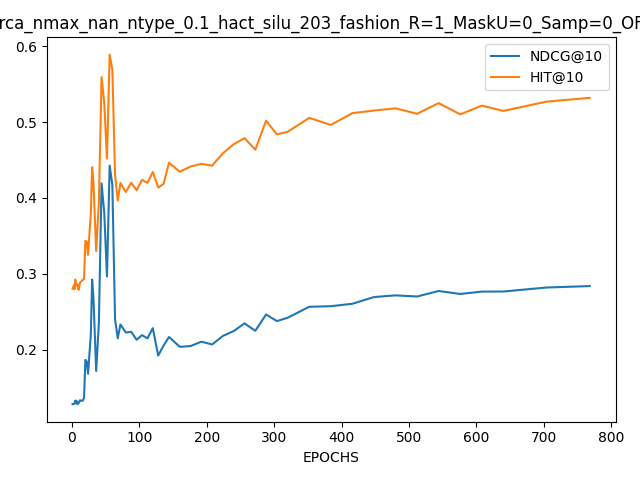 rca_nmax_nan_ntype_0.1_hact_silu_203_fashion_R=1_MaskU=0_Samp=0_OF
NDCG@10
HIT@10
0.6
0.5
0.4
0.3
0.2
0 100 200 300 400 500 600 700 800
EPOCHS